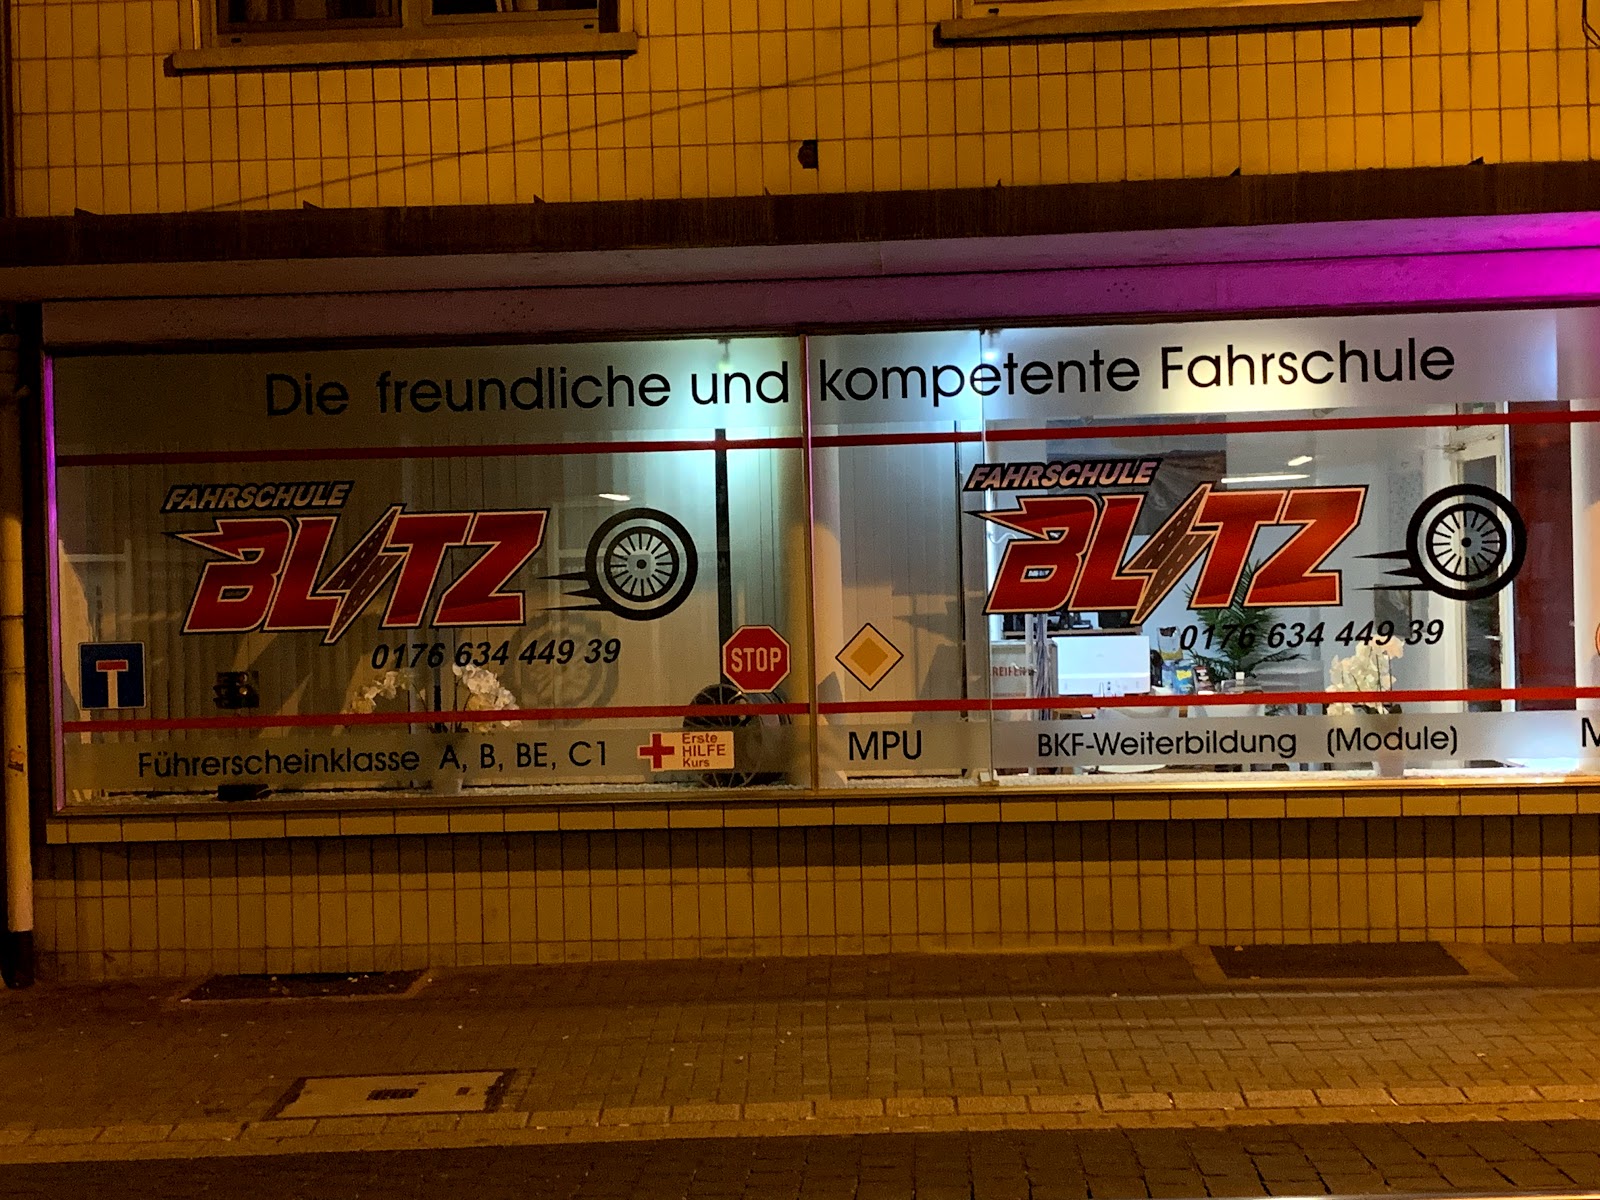 Die freundliche und kompetente Fahrschule
FAHRSCHULE
BLITZ
0176 634 449 39
STOP
FAHRSCHULE
BLITZ
0176 634 449 39
REIFEN
Führerscheinklasse A, B, BE, C1
Erste
HILFE
Kurs
MPU
BKF-Weiterbildung (Module)
M